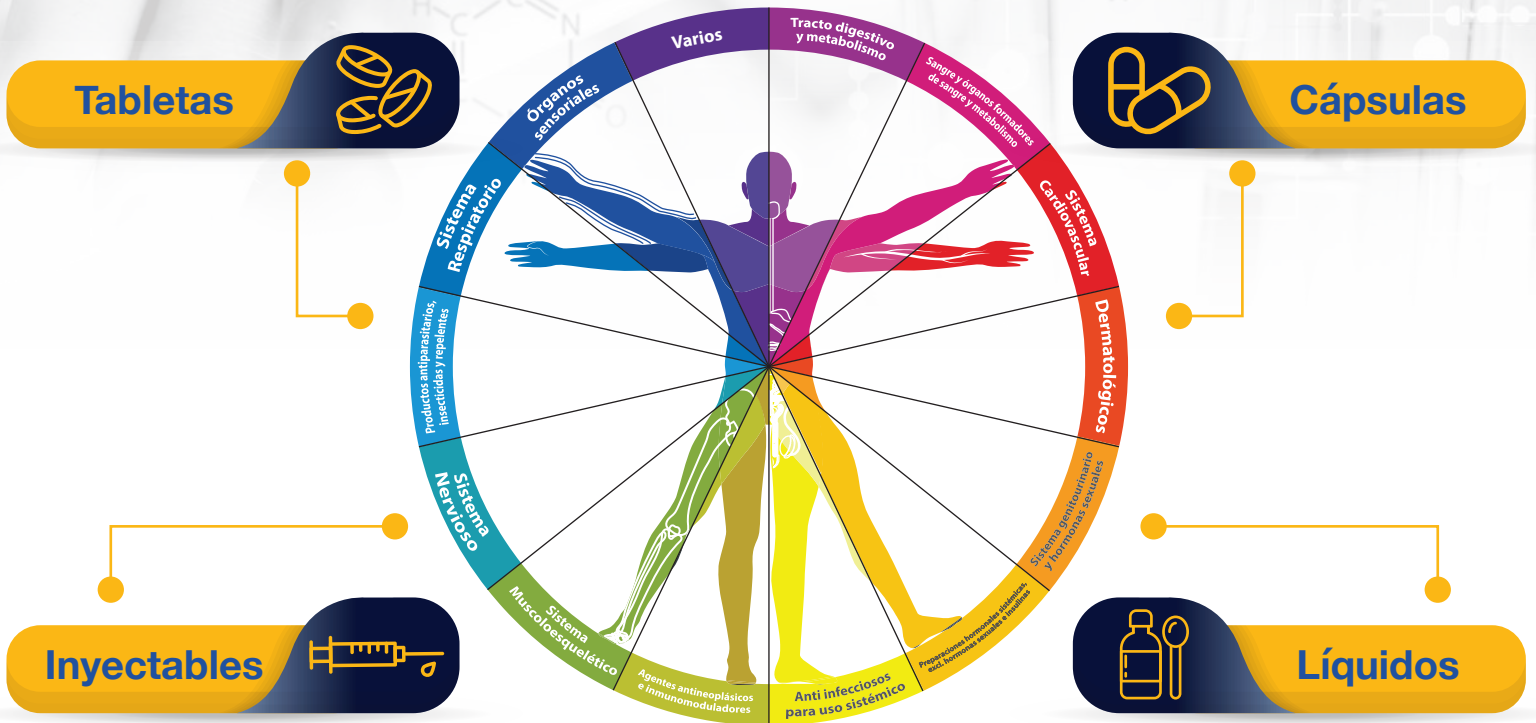 Tabletas
Cápsulas
Varios
Tracto digestivo
y metabolismo
Sangre y órganos formadores
de sangre y metabolismo
Sistema
Cardiovascular
Dermatológicos
Sistema genitourinario
y hormonas sexuales
Preparaciones hormonales sistémicas,
excl. hormonas sexuales e insulinas
Anti infecciosos
para uso sistémico
Agentes antineoplásicos
e inmunomoduladores
Sistema
Muscoloesquelético
Sistema
Nervioso
Productos antiparasitarios,
insecticidas y repelentes
Sistema
Respiratorio
Órganos
sensoriales
Inyectables
Líquidos
H
C
C
N
O